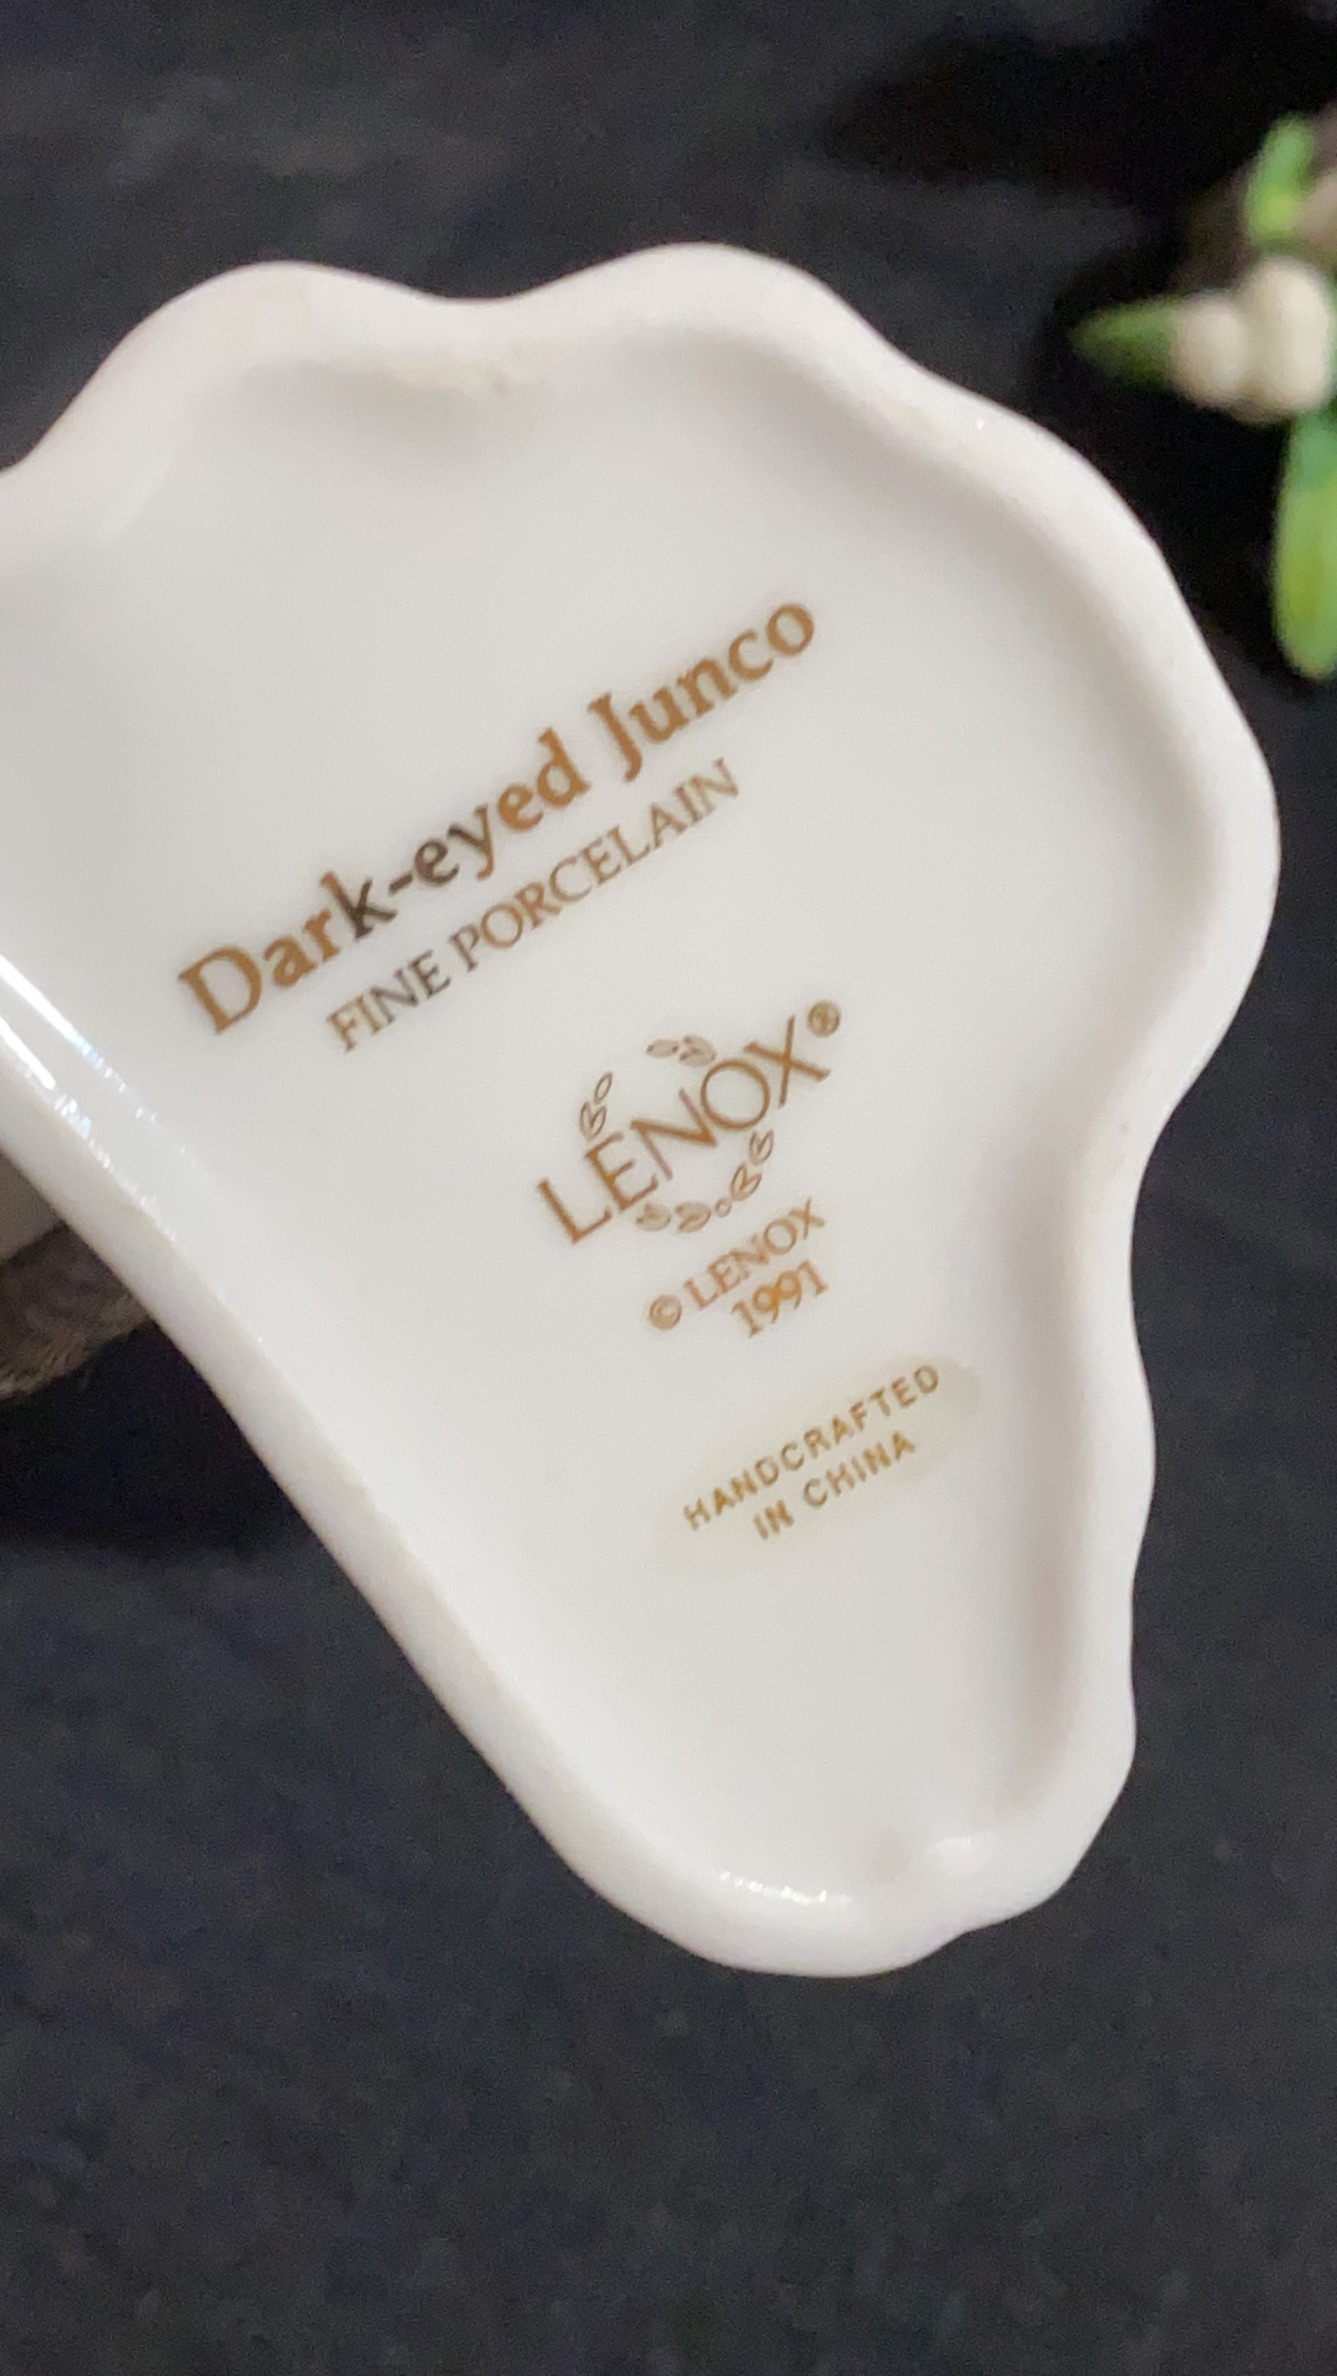 Dark-eyed Junco
FINE PORCELAIN
LENOX®
© LENOX
1991
HANDCRAFTED
IN CHINA